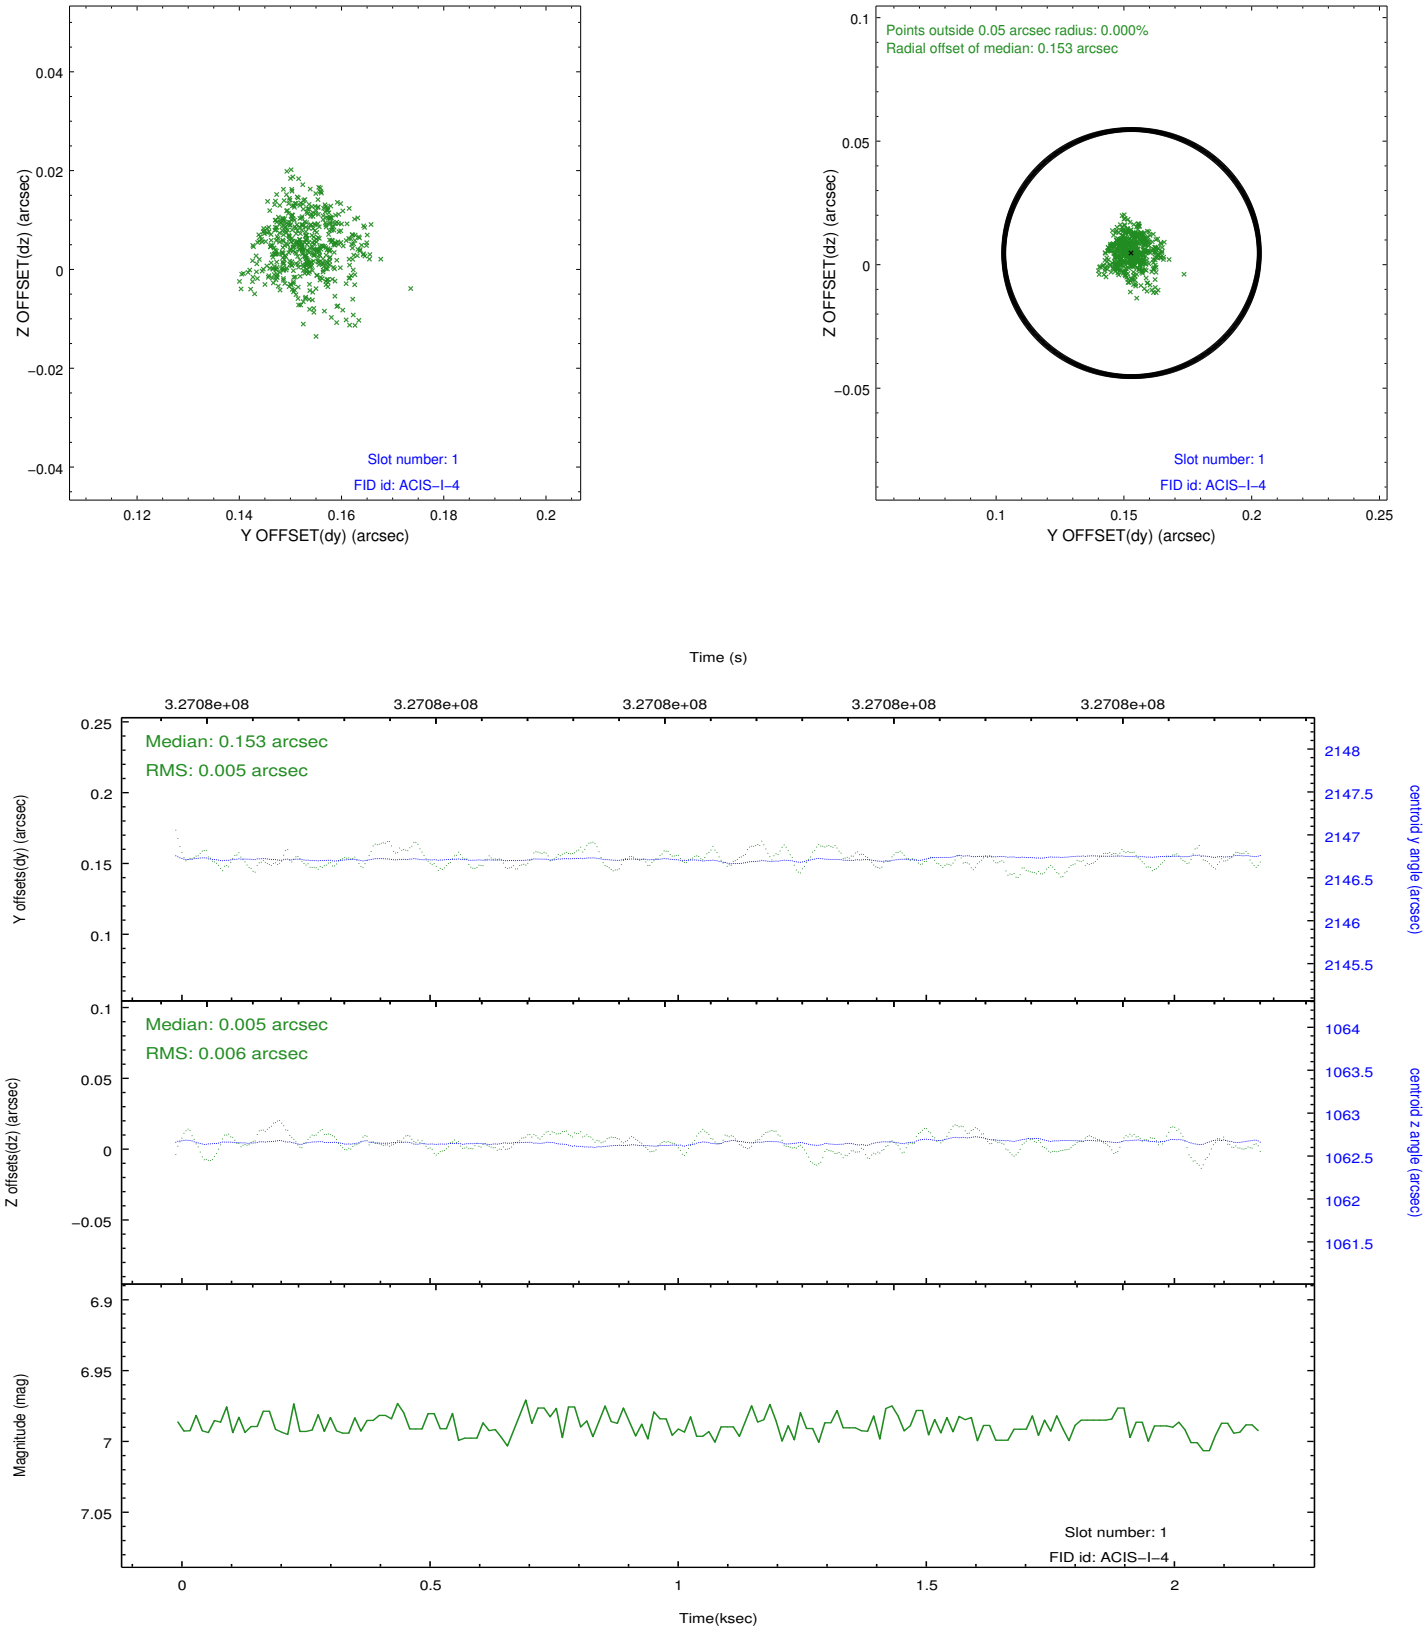 0.04
0.02
0
−0.02
−0.04
Z OFFSET(dz) (arcsec)
Slot number: 1
FID id: ACIS−I−4
0.12
0.14
0.16
0.18
0.2
Y OFFSET(dy) (arcsec)
Points outside 0.05 arcsec radius: 0.000%
Radial offset of median: 0.153 arcsec
0.1
0.05
0
−0.05
Z OFFSET(dz) (arcsec)
Slot number: 1
FID id: ACIS−I−4
0.1
0.15
0.2
0.25
Y OFFSET(dy) (arcsec)
Time (s)
3.2708e+08
3.2708e+08
3.2708e+08
3.2708e+08
3.2708e+08
Median: 0.153 arcsec
RMS: 0.005 arcsec
0.25
0.2
0.15
0.1
Y offsets(dy) (arcsec)
2148
2147.5
2147
2146.5
2146
2145.5
centroid y angle (arcsec)
Median: 0.005 arcsec
RMS: 0.006 arcsec
0.1
0.05
0
−0.05
Z offsets(dz) (arcsec)
1064
1063.5
1063
1062.5
1062
1061.5
centroid z angle (arcsec)
6.9
6.95
7
7.05
Magnitude (mag)
Slot number: 1
FID id: ACIS−I−4
0
0.5
1
1.5
2
Time(ksec)